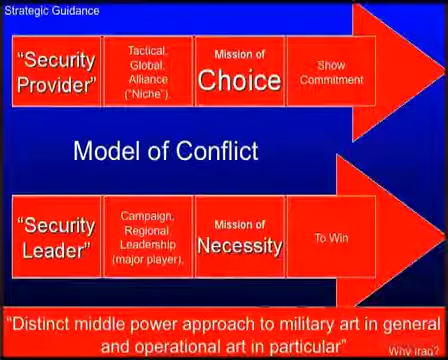 Strategic Guidance
"Security
Provider"
Tactical,
Global,
Alliance
("Niche").
Mission of
Choice
Show
Commitment
Model of Conflict
"Security
Leader"
Campaign,
Regional,
Leadership
(major player).
Mission of
Necessity
To Win
"Distinct middle power approach to military art in general
and operational art in particular"
Why Iraq?